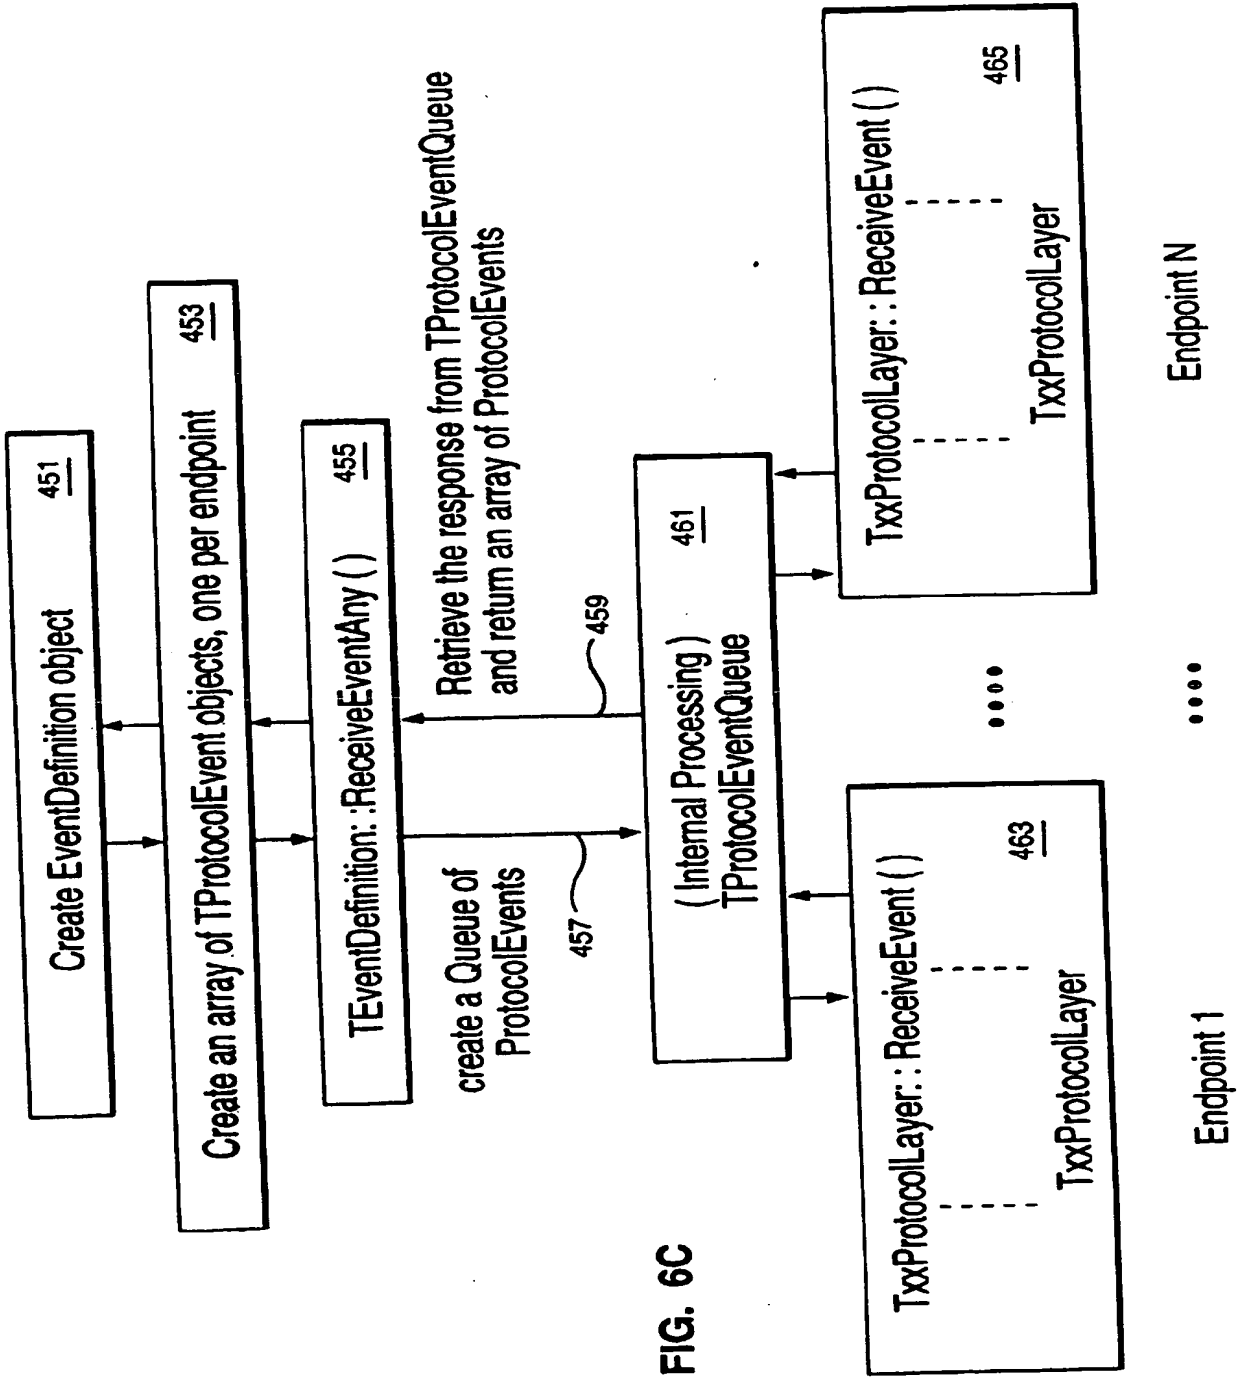 Create EventDefinition object 451
Create an array of TProtocolEvent objects, one per endpoint 453
TEventDefinition: :ReceiveEventAny ( ) 455
create a Queue of
ProtocolEvents
457
459
Retrieve the response from TProtocolEventQueue
and return an array of ProtocolEvents
( Internal Processing ) 461
TProtocolEventQueue
TxxProtocolLayer: : ReceiveEvent ( )
463
TxxProtocolLayer
TxxProtocolLayer: : ReceiveEvent ( )
465
TxxProtocolLayer
Endpoint 1
Endpoint N
FIG. 6C